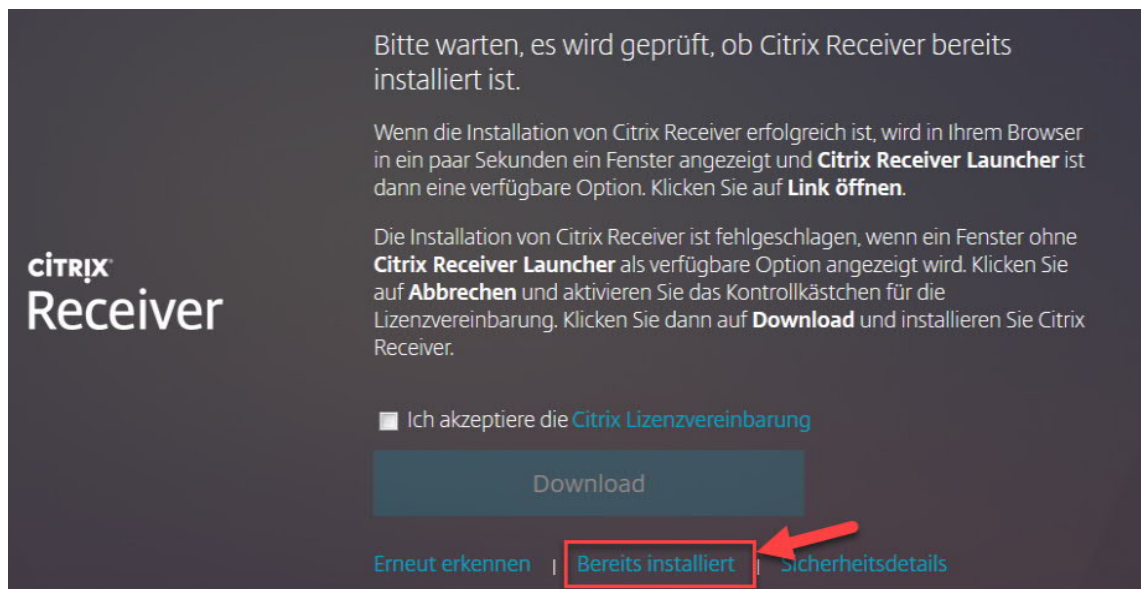 Bitte warten, es wird geprüft, ob Citrix Receiver bereits
installiert ist.
Wenn die Installation von Citrix Receiver erfolgreich ist, wird in Ihrem Browser
in ein paar Sekunden ein Fenster angezeigt und Citrix Receiver Launcher ist
dann eine verfügbare Option. Klicken Sie auf Link öffnen.
Die Installation von Citrix Receiver ist fehlgeschlagen, wenn ein Fenster ohne
Citrix Receiver Launcher als verfügbare Option angezeigt wird. Klicken Sie
auf Abbrechen und aktivieren Sie das Kontrollkästchen für die
Lizenzvereinbarung. Klicken Sie dann auf Download und installieren Sie Citrix
Receiver.
CITRIX
Receiver
Ich akzeptiere die Citrix Lizenzvereinbarung
Download
Erneut erkennen | Bereits installiert | Sicherheitsdetails